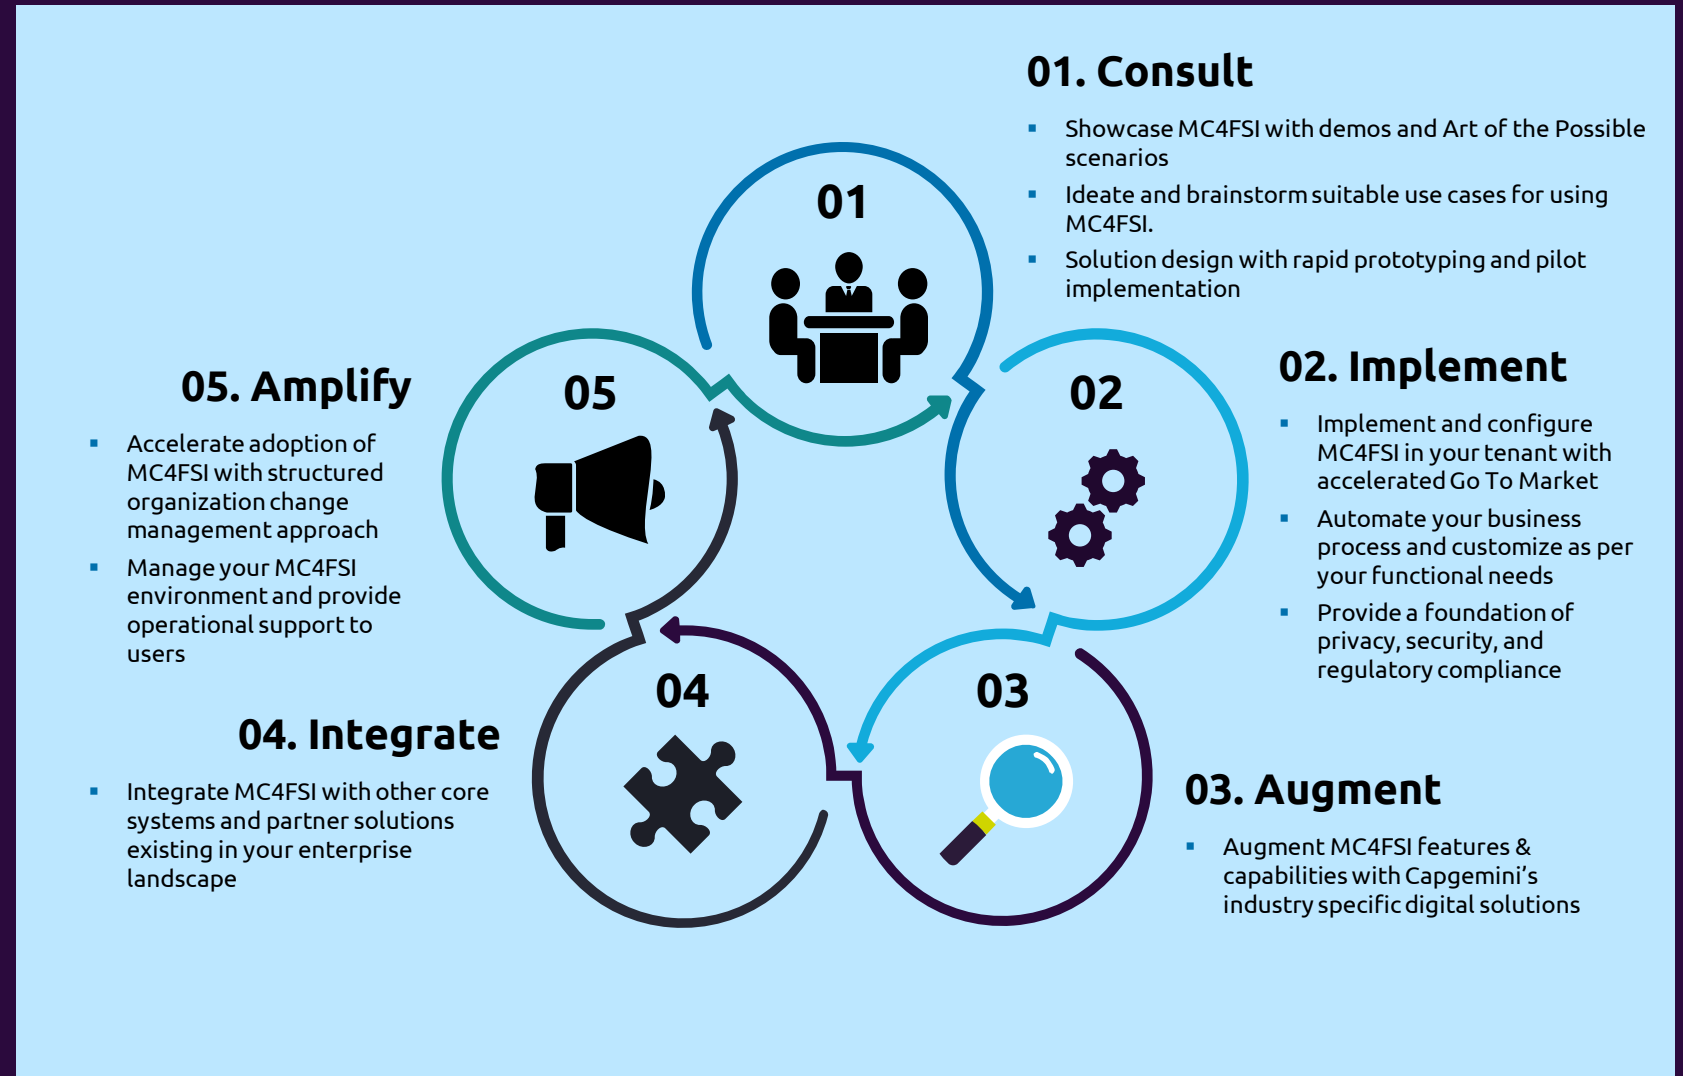 01. Consult
▪ Showcase MC4FSI with demos and Art of the Possible
scenarios
▪ Ideate and brainstorm suitable use cases for using
MC4FSI.
▪ Solution design with rapid prototyping and pilot
implementation
01
02. Implement
▪ Implement and configure
MC4FSI in your tenant with
accelerated Go To Market
▪ Automate your business
process and customize as per
your functional needs
▪ Provide a foundation of
privacy, security, and
regulatory compliance
02
03. Augment
▪ Augment MC4FSI features &
capabilities with Capgemini’s
industry specific digital solutions
03
04. Integrate
▪ Integrate MC4FSI with other core
systems and partner solutions
existing in your enterprise
landscape
04
05. Amplify
▪ Accelerate adoption of
MC4FSI with structured
organization change
management approach
▪ Manage your MC4FSI
environment and provide
operational support to
users
05